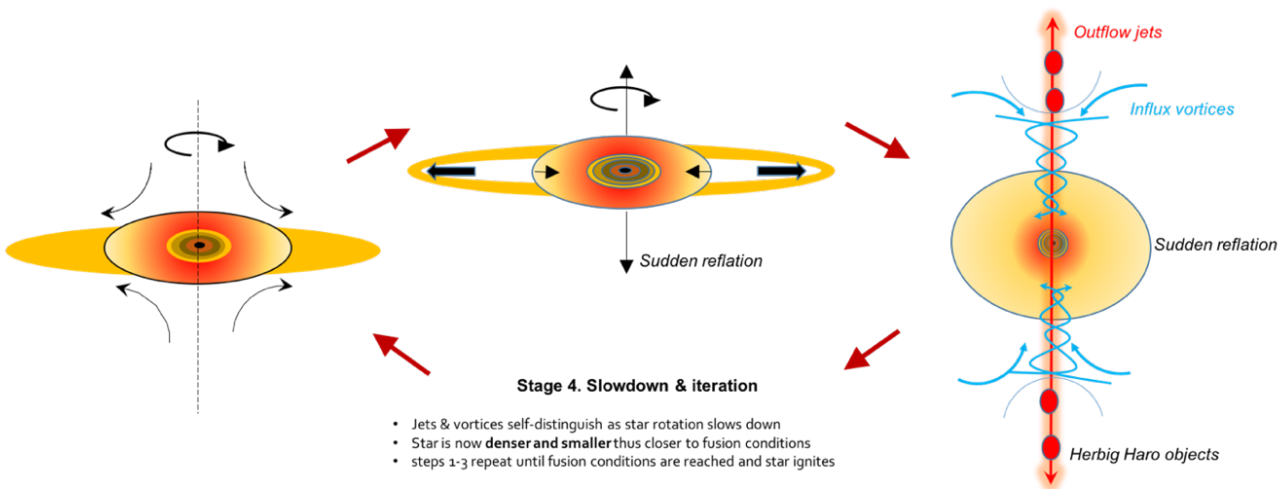 Outflow jets
Influx vortices
Sudden reflation
Sudden reflation
Stage 4. Slowdown & iteration
• Jets & vortices self-distinguish as star rotation slows down
• Star is now denser and smaller thus closer to fusion conditions
• steps 1-3 repeat until fusion conditions are reached and star ignites
Herbig Haro objects